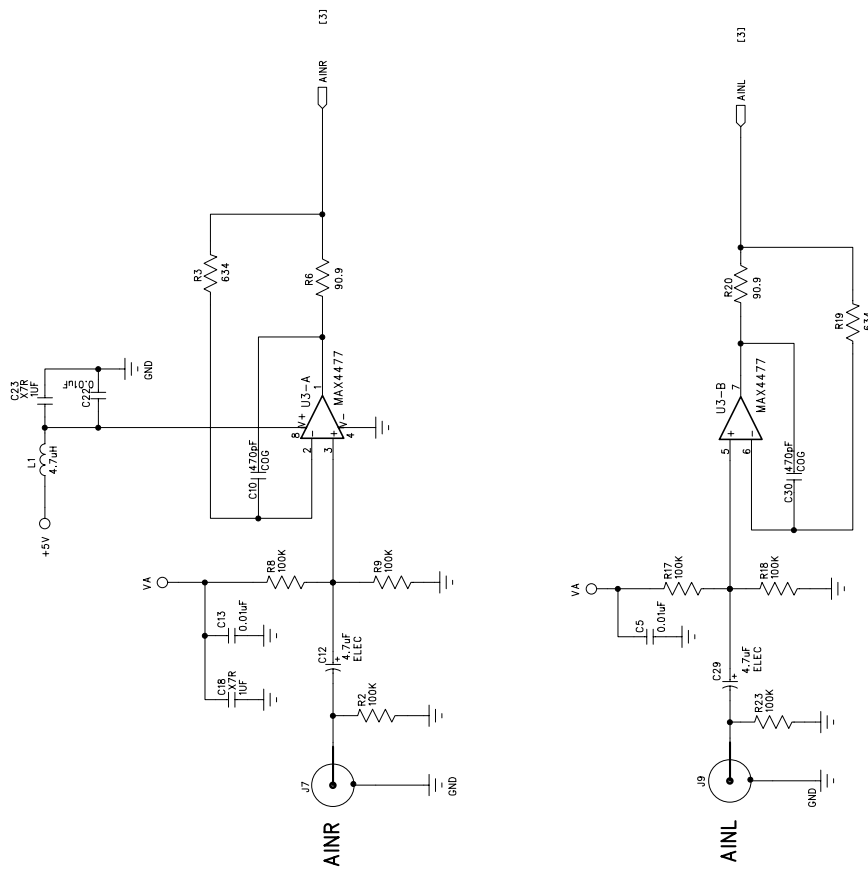 +5V
L1
4.7uH
C23
X7R
1UF
C22
0.01uF
GND
R3
634
R6
90.9
AINR
[3]
C10
470pF
COG
2
3
8
V+
V-
4
1
U3-A
MAX4477
VA
R8
100K
R9
100K
C13
0.01uF
C18
X7R
1UF
C12
4.7uF
ELEC
R2
100K
J7
GND
AINR
VA
R17
100K
R18
100K
C5
0.01uF
C29
4.7uF
ELEC
R23
100K
J9
GND
AINL
5
6
7
U3-B
MAX4477
C30
470pF
COG
R20
90.9
R19
634
AINL
[3]